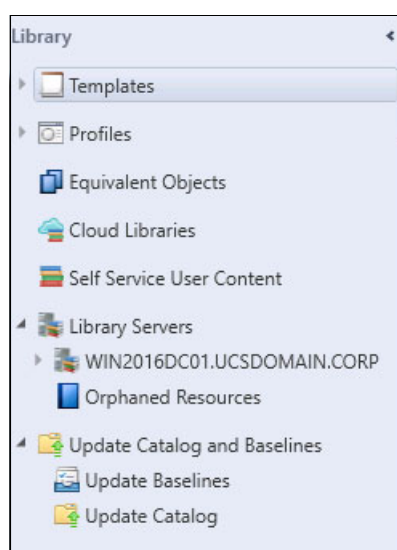 Library
Templates
Profiles
Equivalent Objects
Cloud Libraries
Self Service User Content
Library Servers
WIN2016DC01.UCSDOMAIN.CORP
Orphaned Resources
Update Catalog and Baselines
Update Baselines
Update Catalog